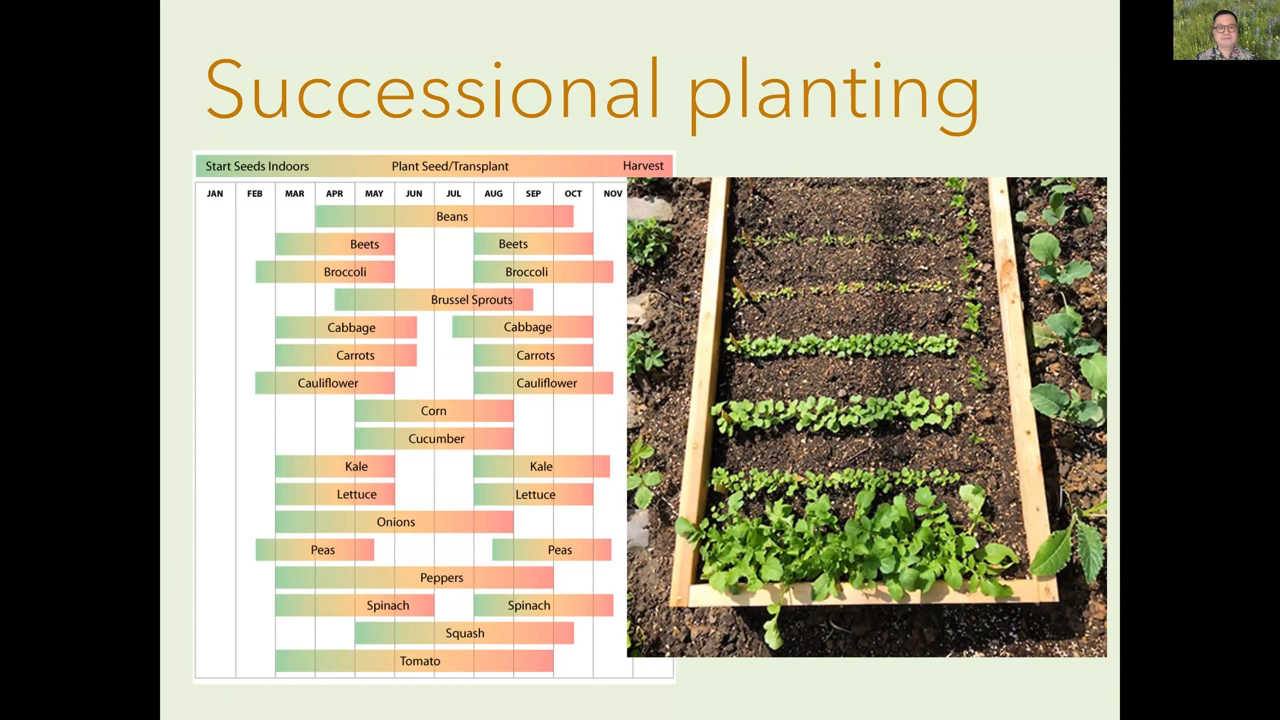 Successional planting
Start Seeds Indoors Plant Seed/Transplant Harvest
JAN FEB MAR APR MAY JUN JUL AUG SEP OCT NOV
Beans
Beets Beets
Broccoli Broccoli
Brussel Sprouts
Cabbage Cabbage
Carrots Carrots
Cauliflower Cauliflower
Corn
Cucumber
Kale Kale
Lettuce Lettuce
Onions
Peas Peas
Peppers
Spinach Spinach
Squash
Tomato